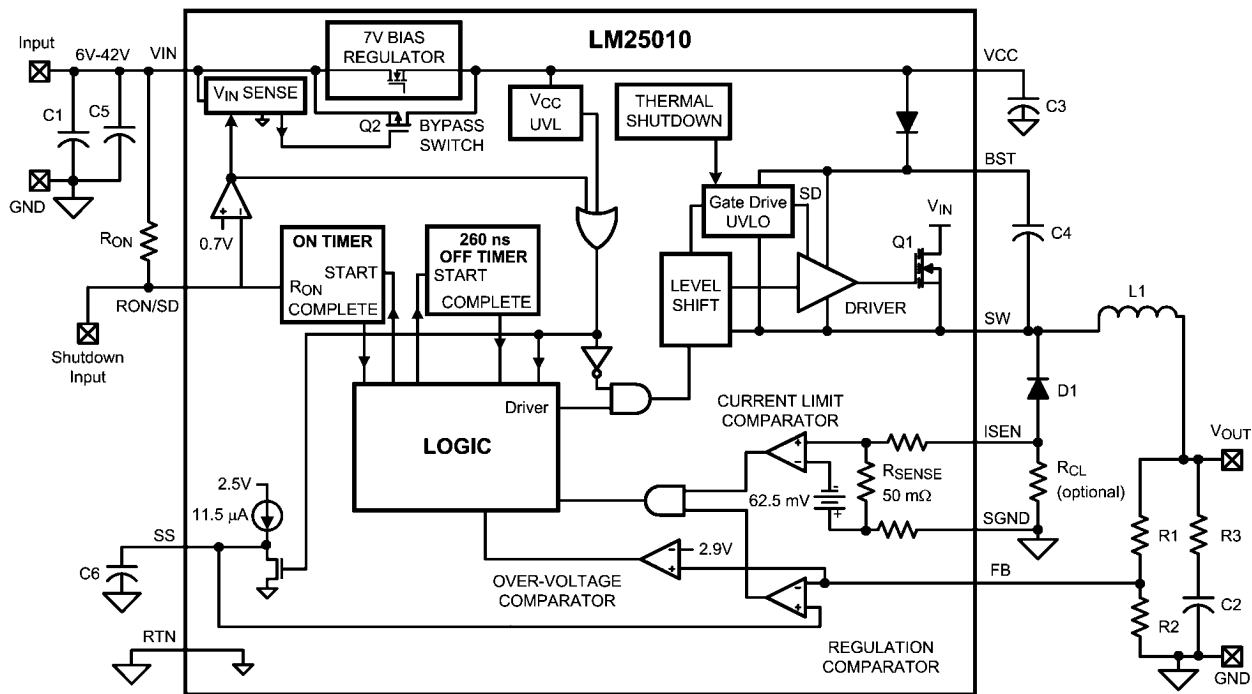 LM25010
Input
6V-42V
VIN
7V BIAS
REGULATOR
VCC
VIN SENSE
C1
C5
Q2
BYPASS
SWITCH
VCC
UVL
THERMAL
SHUTDOWN
C3
BST
GND
SD
Gate Drive
UVLO
VIN
Q1
C4
RON
0.7V
ON TIMER
START
RON
COMPLETE
260 ns
OFF TIMER
START
COMPLETE
LEVEL
SHIFT
DRIVER
L1
RON/SD
SW
Shutdown
Input
Driver
LOGIC
CURRENT LIMIT
COMPARATOR
D1
ISEN
VOUT
2.5V
11.5 µA
RSENSE
50 mΩ
62.5 mV
RCL
(optional)
SS
SGND
R1
R3
C6
2.9V
OVER-VOLTAGE
COMPARATOR
FB
C2
R2
RTN
REGULATION
COMPARATOR
GND
+
-
+
-
-
+
-
+
-
+
-
+